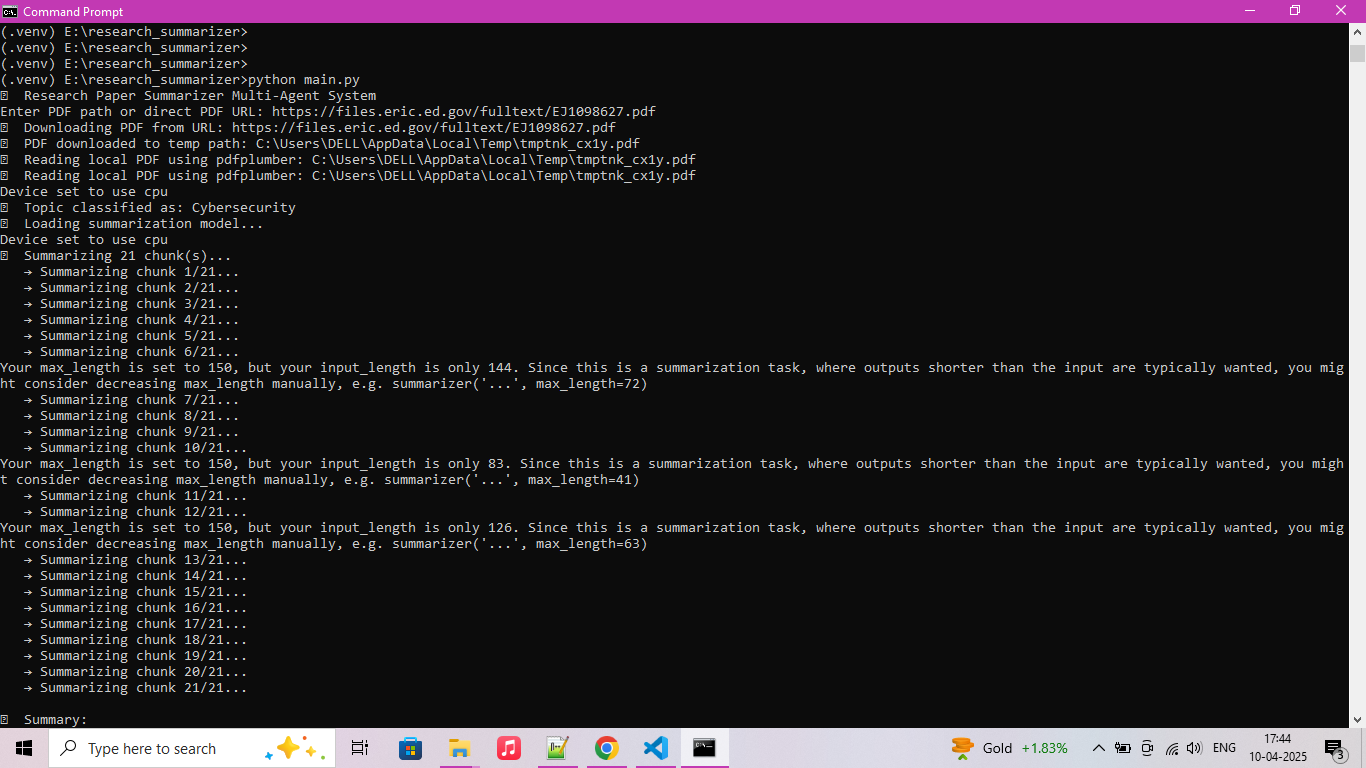 Command Prompt
(.venv) E:\research_summarizer>
(.venv) E:\research_summarizer>
(.venv) E:\research_summarizer>
(.venv) E:\research_summarizer>python main.py
Research Paper Summarizer Multi-Agent System
Enter PDF path or direct PDF URL: https://files.eric.ed.gov/fulltext/EJ1098627.pdf
Downloading PDF from URL: https://files.eric.ed.gov/fulltext/EJ1098627.pdf
PDF downloaded to temp path: C:\Users\DELL\AppData\Local\Temp\tmptnk_cx1y.pdf
Reading local PDF using pdfplumber: C:\Users\DELL\AppData\Local\Temp\tmptnk_cx1y.pdf
Reading local PDF using pdfplumber: C:\Users\DELL\AppData\Local\Temp\tmptnk_cx1y.pdf
Device set to use cpu
Topic classified as: Cybersecurity
Loading summarization model...
Device set to use cpu
Summarizing 21 chunk(s)...
→ Summarizing chunk 1/21...
→ Summarizing chunk 2/21...
→ Summarizing chunk 3/21...
→ Summarizing chunk 4/21...
→ Summarizing chunk 5/21...
→ Summarizing chunk 6/21...
Your max_length is set to 150, but your input_length is only 144. Since this is a summarization task, where outputs shorter than the input are typically wanted, you mig
ht consider decreasing max_length manually, e.g. summarizer('...', max_length=72)
→ Summarizing chunk 7/21...
→ Summarizing chunk 8/21...
→ Summarizing chunk 9/21...
→ Summarizing chunk 10/21...
Your max_length is set to 150, but your input_length is only 83. Since this is a summarization task, where outputs shorter than the input are typically wanted, you migh
t consider decreasing max_length manually, e.g. summarizer('...', max_length=41)
→ Summarizing chunk 11/21...
→ Summarizing chunk 12/21...
Your max_length is set to 150, but your input_length is only 126. Since this is a summarization task, where outputs shorter than the input are typically wanted, you mig
ht consider decreasing max_length manually, e.g. summarizer('...', max_length=63)
→ Summarizing chunk 13/21...
→ Summarizing chunk 14/21...
→ Summarizing chunk 15/21...
→ Summarizing chunk 16/21...
→ Summarizing chunk 17/21...
→ Summarizing chunk 18/21...
→ Summarizing chunk 19/21...
→ Summarizing chunk 20/21...
→ Summarizing chunk 21/21...
Summary:
Type here to search
Gold +1.83%
ENG
17:44
10-04-2025
3